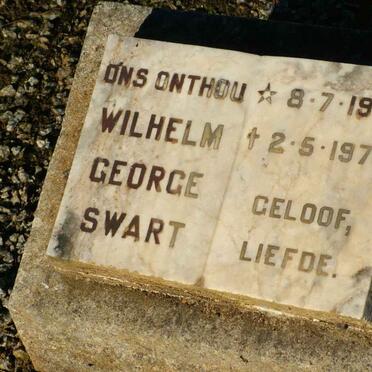 ONS ONTHOU
WILHELM
GEORGE
SWART
☆ 8·7·19
† 2·5·197
GELOOF,
LIEFDE.